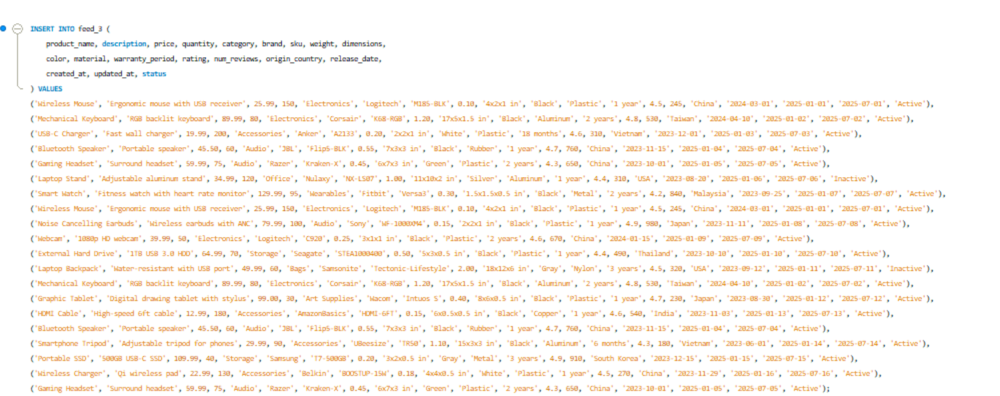 INSERT INTO feed_3 (
product_name, description, price, quantity, category, brand, sku, weight, dimensions,
color, material, warranty_period, rating, num_reviews, origin_country, release_date,
created_at, updated_at, status
) VALUES
('Wireless Mouse', 'Ergonomic mouse with USB receiver', 25.99, 150, 'Electronics', 'Logitech', 'M185-BLK', 0.10, '4x2x1 in', 'Black', 'Plastic', '1 year', 4.5, 245, 'China', '2024-03-01', '2025-01-01', '2025-07-01', 'Active'),
('Mechanical Keyboard', 'RGB backlit keyboard', 89.99, 80, 'Electronics', 'Corsair', 'K68-RGB', 1.20, '17x5x1.5 in', 'Black', 'Aluminum', '2 years', 4.8, 530, 'Taiwan', '2024-04-10', '2025-01-02', '2025-07-02', 'Active'),
('USB-C Charger', 'Fast wall charger', 19.99, 200, 'Accessories', 'Anker', 'A2133', 0.20, '2x2x1 in', 'White', 'Plastic', '18 months', 4.6, 310, 'Vietnam', '2023-12-01', '2025-01-03', '2025-07-03', 'Active'),
('Bluetooth Speaker', 'Portable speaker', 45.50, 60, 'Audio', 'JBL', 'Flip5-BLK', 0.55, '7x3x3 in', 'Black', 'Rubber', '1 year', 4.7, 760, 'China', '2023-11-15', '2025-01-04', '2025-07-04', 'Active'),
('Gaming Headset', 'Surround headset', 59.99, 75, 'Audio', 'Razer', 'Kraken-X', 0.45, '6x7x3 in', 'Green', 'Plastic', '2 years', 4.3, 650, 'China', '2023-10-01', '2025-01-05', '2025-07-05', 'Active'),
('Laptop Stand', 'Adjustable aluminum stand', 34.99, 120, 'Office', 'Nulaxy', 'NX-LS07', 1.00, '11x10x2 in', 'Silver', 'Aluminum', '1 year', 4.4, 310, 'USA', '2023-08-20', '2025-01-06', '2025-07-06', 'Inactive'),
('Smart Watch', 'Fitness watch with heart rate monitor', 129.99, 95, 'Wearables', 'Fitbit', 'Versa3', 0.30, '1.5x1.5x0.5 in', 'Black', 'Metal', '2 years', 4.2, 840, 'Malaysia', '2023-09-25', '2025-01-07', '2025-07-07', 'Active'),
('Wireless Mouse', 'Ergonomic mouse with USB receiver', 25.99, 150, 'Electronics', 'Logitech', 'M185-BLK', 0.10, '4x2x1 in', 'Black', 'Plastic', '1 year', 4.5, 245, 'China', '2024-03-01', '2025-01-01', '2025-07-01', 'Active'),
('Noise Cancelling Earbuds', 'Wireless earbuds with ANC', 79.99, 100, 'Audio', 'Sony', 'WF-1000XM4', 0.15, '2x2x1 in', 'Black', 'Plastic', '1 year', 4.9, 980, 'Japan', '2023-11-11', '2025-01-08', '2025-07-08', 'Active'),
('Webcam', '1080p HD webcam', 39.99, 50, 'Electronics', 'Logitech', 'C920', 0.25, '3x1x1 in', 'Black', 'Plastic', '2 years', 4.6, 670, 'China', '2024-01-15', '2025-01-09', '2025-07-09', 'Active'),
('External Hard Drive', '1TB USB 3.0 HDD', 64.99, 70, 'Storage', 'Seagate', 'STEA1000400', 0.50, '5x3x0.5 in', 'Black', 'Plastic', '1 year', 4.4, 490, 'Thailand', '2023-10-10', '2025-01-10', '2025-07-10', 'Active'),
('Laptop Backpack', 'Water-resistant with USB port', 49.99, 60, 'Bags', 'Samsonite', 'Tectonic-Lifestyle', 2.00, '18x12x6 in', 'Gray', 'Nylon', '3 years', 4.5, 320, 'USA', '2023-09-12', '2025-01-11', '2025-07-11', 'Inactive'),
('Mechanical Keyboard', 'RGB backlit keyboard', 89.99, 80, 'Electronics', 'Corsair', 'K68-RGB', 1.20, '17x5x1.5 in', 'Black', 'Aluminum', '2 years', 4.8, 530, 'Taiwan', '2024-04-10', '2025-01-02', '2025-07-02', 'Active'),
('Graphic Tablet', 'Digital drawing tablet with stylus', 99.00, 30, 'Art Supplies', 'Wacom', 'Intuos S', 0.40, '8x6x0.5 in', 'Black', 'Plastic', '1 year', 4.7, 230, 'Japan', '2023-08-30', '2025-01-12', '2025-07-12', 'Active'),
('HDMI Cable', 'High-speed 6ft cable', 12.99, 180, 'Accessories', 'AmazonBasics', 'HDMI-6FT', 0.15, '6x0.5x0.5 in', 'Black', 'Copper', '1 year', 4.6, 540, 'India', '2023-11-03', '2025-01-13', '2025-07-13', 'Active'),
('Bluetooth Speaker', 'Portable speaker', 45.50, 60, 'Audio', 'JBL', 'Flip5-BLK', 0.55, '7x3x3 in', 'Black', 'Rubber', '1 year', 4.7, 760, 'China', '2023-11-15', '2025-01-04', '2025-07-04', 'Active'),
('Smartphone Tripod', 'Adjustable tripod for phones', 29.99, 90, 'Accessories', 'UBeesize', 'TR50', 1.10, '15x3x3 in', 'Black', 'Aluminum', '6 months', 4.3, 180, 'Vietnam', '2023-06-01', '2025-01-14', '2025-07-14', 'Active'),
('Portable SSD', '500GB USB-C SSD', 109.99, 40, 'Storage', 'Samsung', 'T7-500GB', 0.20, '3x2x0.5 in', 'Gray', 'Metal', '3 years', 4.9, 910, 'South Korea', '2023-12-15', '2025-01-15', '2025-07-15', 'Active'),
('Wireless Charger', 'Qi wireless pad', 22.99, 130, 'Accessories', 'Belkin', 'BOOSTUP-15W', 0.18, '4x4x0.5 in', 'White', 'Plastic', '1 year', 4.5, 270, 'China', '2023-11-29', '2025-01-16', '2025-07-16', 'Active'),
('Gaming Headset', 'Surround headset', 59.99, 75, 'Audio', 'Razer', 'Kraken-X', 0.45, '6x7x3 in', 'Green', 'Plastic', '2 years', 4.3, 650, 'China', '2023-10-01', '2025-01-05', '2025-07-05', 'Active');